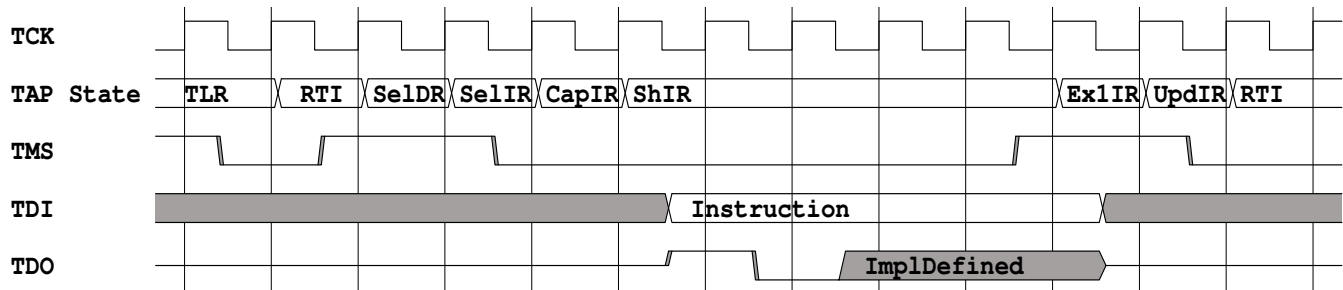 TCK
TAP State TLR RTI SelDR SelIR CapIR ShIR Ex1IR UpdIR RTI
TMS
TDI Instruction
TDO ImplDefined